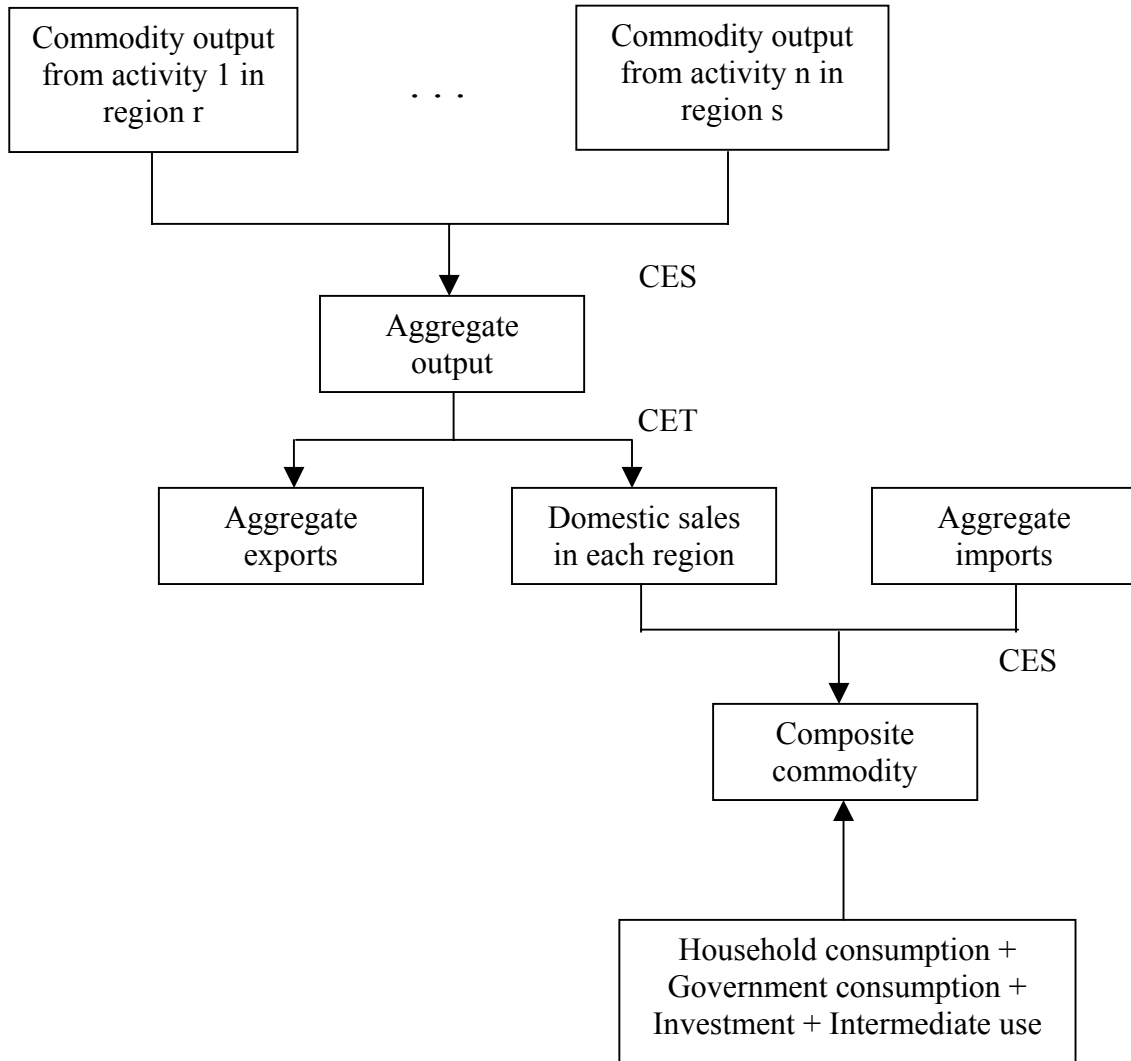 Commodity output
from activity 1 in
region r
. . .
Commodity output
from activity n in
region s
CES
Aggregate
output
CET
Aggregate
exports
Domestic sales
in each region
Aggregate
imports
CES
Composite
commodity
Household consumption +
Government consumption +
Investment + Intermediate use